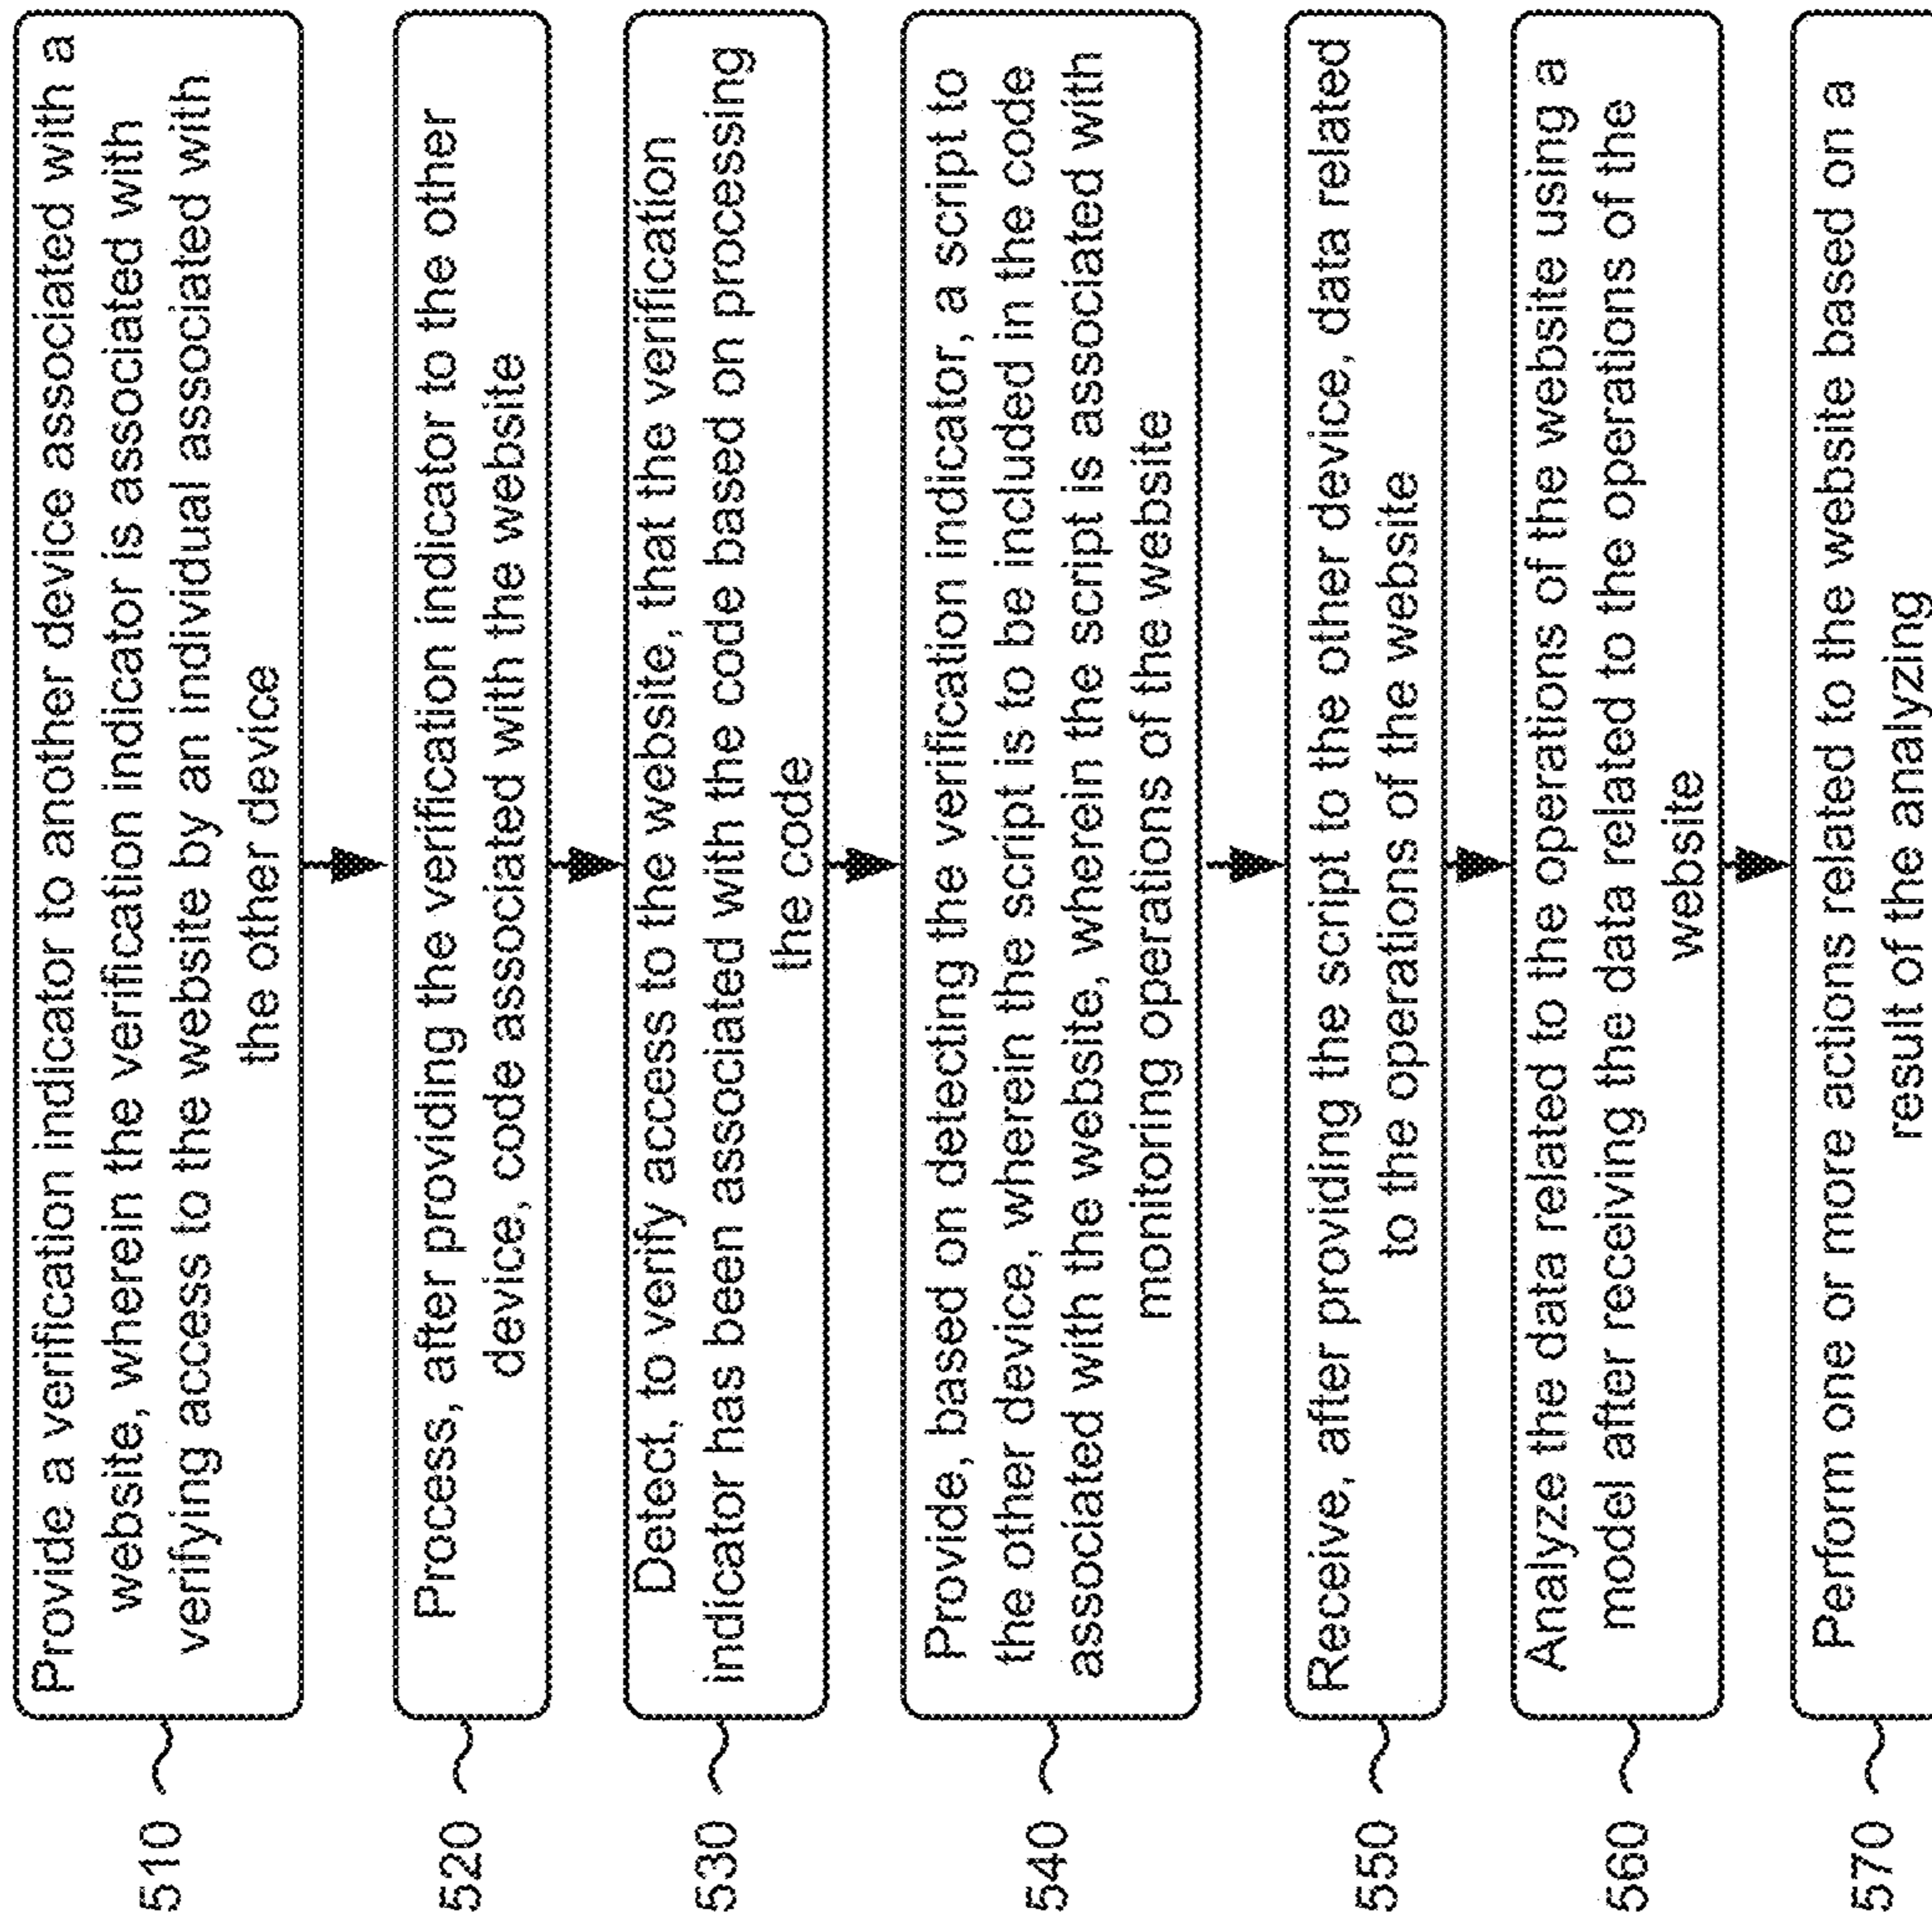 510
Provide a verification indicator to another device associated with a
website, wherein the verification indicator is associated with
verifying access to the website by an individual associated with
the other device
520
Process, after providing the verification indicator to the other
device, code associated with the website
530
Detect, to verify access to the website, that the verification
indicator has been associated with the code based on processing
the code
540
Provide, based on detecting the verification indicator, a script to
the other device, wherein the script is to be included in the code
associated with the website, wherein the script is associated with
monitoring operations of the website
550
Receive, after providing the script to the other device, data related
to the operations of the website
560
Analyze the data related to the operations of the website using a
model after receiving the data related to the operations of the
website
570
Perform one or more actions related to the website based on a
result of the analyzing